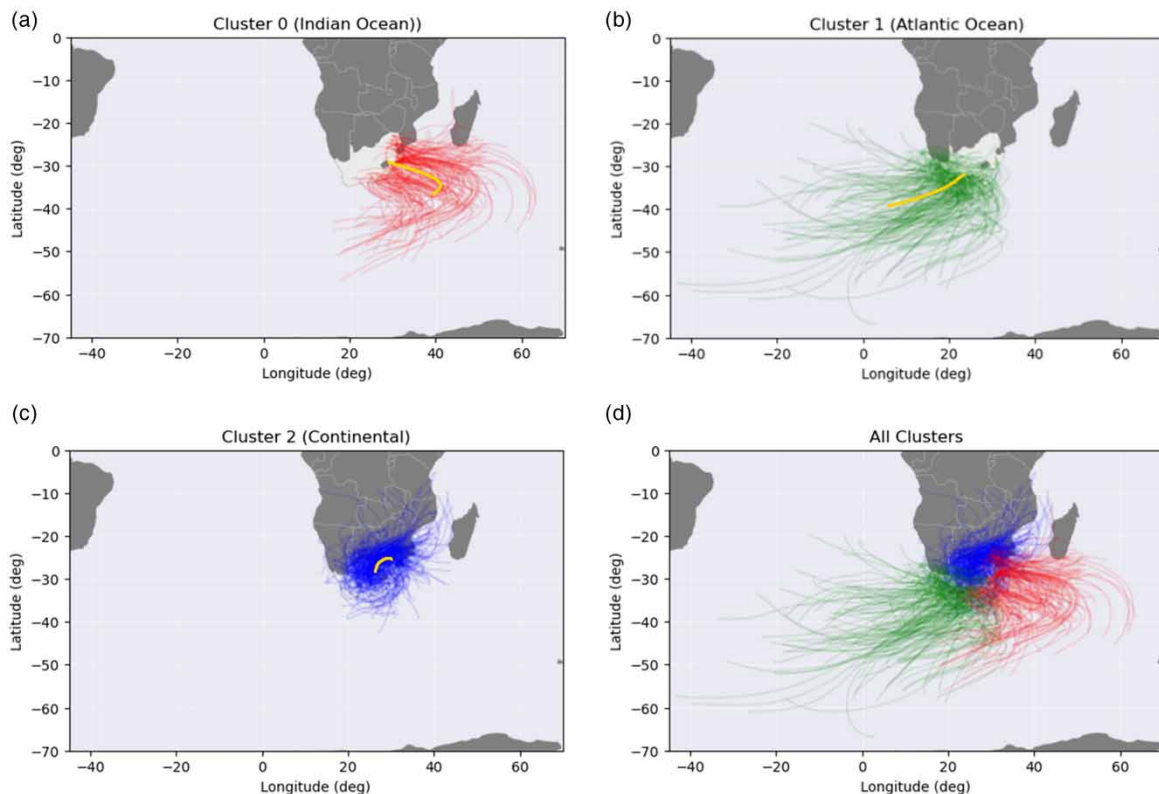 (a)
Cluster 0 (Indian Ocean))
0
−10
−20
−30
−40
−50
−60
−70
Latitude (deg)
−40 −20 0 20 40 60
Longitude (deg)
(b)
Cluster 1 (Atlantic Ocean)
0
−10
−20
−30
−40
−50
−60
−70
Latitude (deg)
−40 −20 0 20 40 60
Longitude (deg)
(c)
Cluster 2 (Continental)
0
−10
−20
−30
−40
−50
−60
−70
Latitude (deg)
−40 −20 0 20 40 60
Longitude (deg)
(d)
All Clusters
0
−10
−20
−30
−40
−50
−60
−70
Latitude (deg)
−40 −20 0 20 40 60
Longitude (deg)